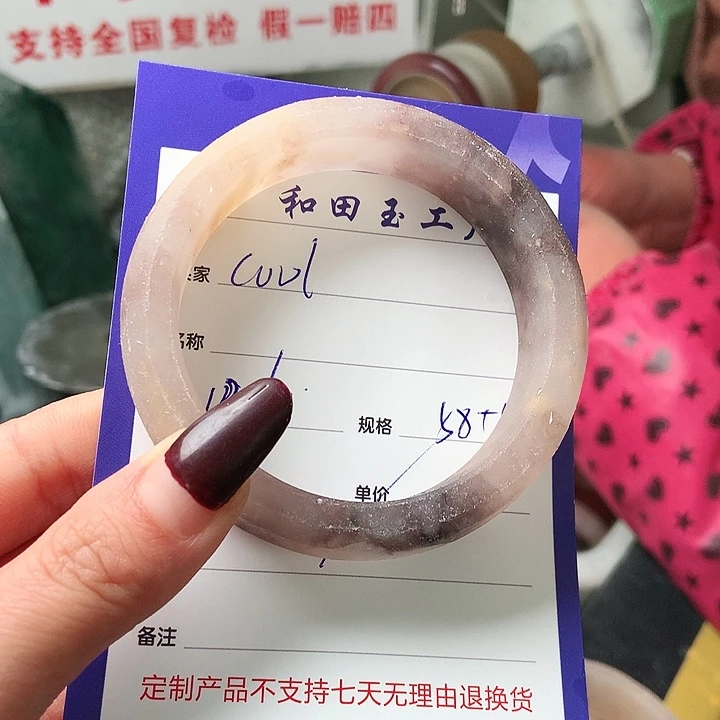 支持全国复检 假一赔四
和田玉工
家 cool
名称
规格 58+
单价
备注
定制产品不支持七天无理由退换货